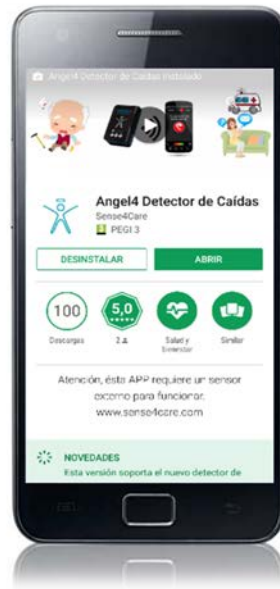 Angel4 Detector de Caídas Instalado
Angel4 Detector de Caídas
Sense4Care
PEGI 3
DESINSTALAR
ABRIR
100
5,0
Descargas
2
Salud y
bienestar
Similar
Atención, ésta APP requiere un sensor
externo para funcionar.
www.sense4care.com
NOVEDADES
Esta versión soporta el nuevo detector de